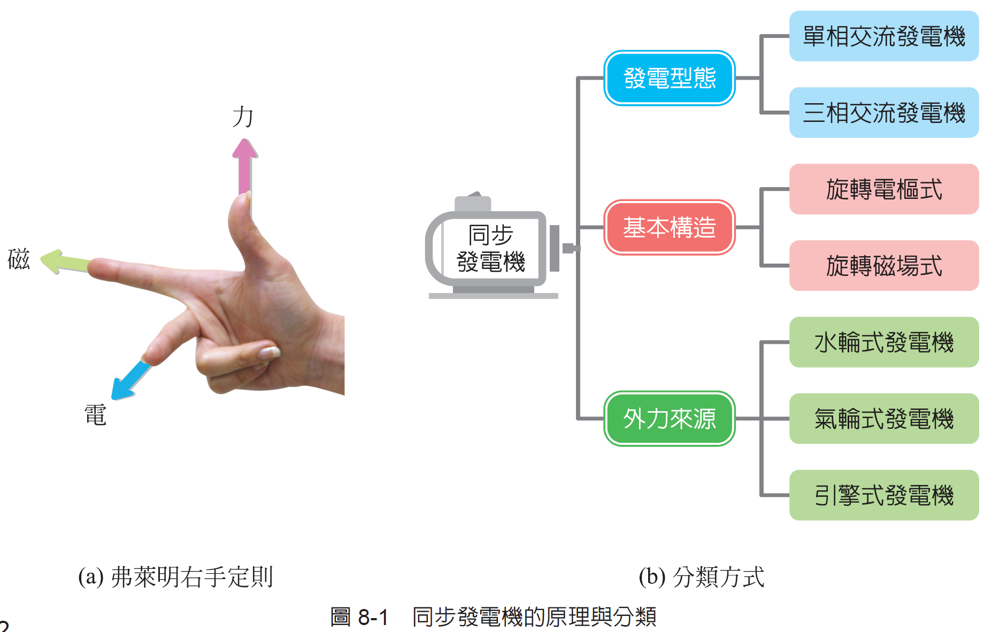 力
磁
電
(a) 弗萊明右手定則
同步
發電機
發電型態
單相交流發電機
三相交流發電機
基本構造
旋轉電樞式
旋轉磁場式
外力來源
水輪式發電機
氣輪式發電機
引擎式發電機
(b) 分類方式
圖 8-1 同步發電機的原理與分類
2